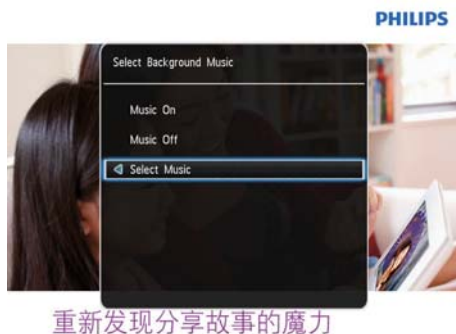 PHILIPS
Select Background Music
Music On
Music Off
Select Music
重新发现分享故事的魔力